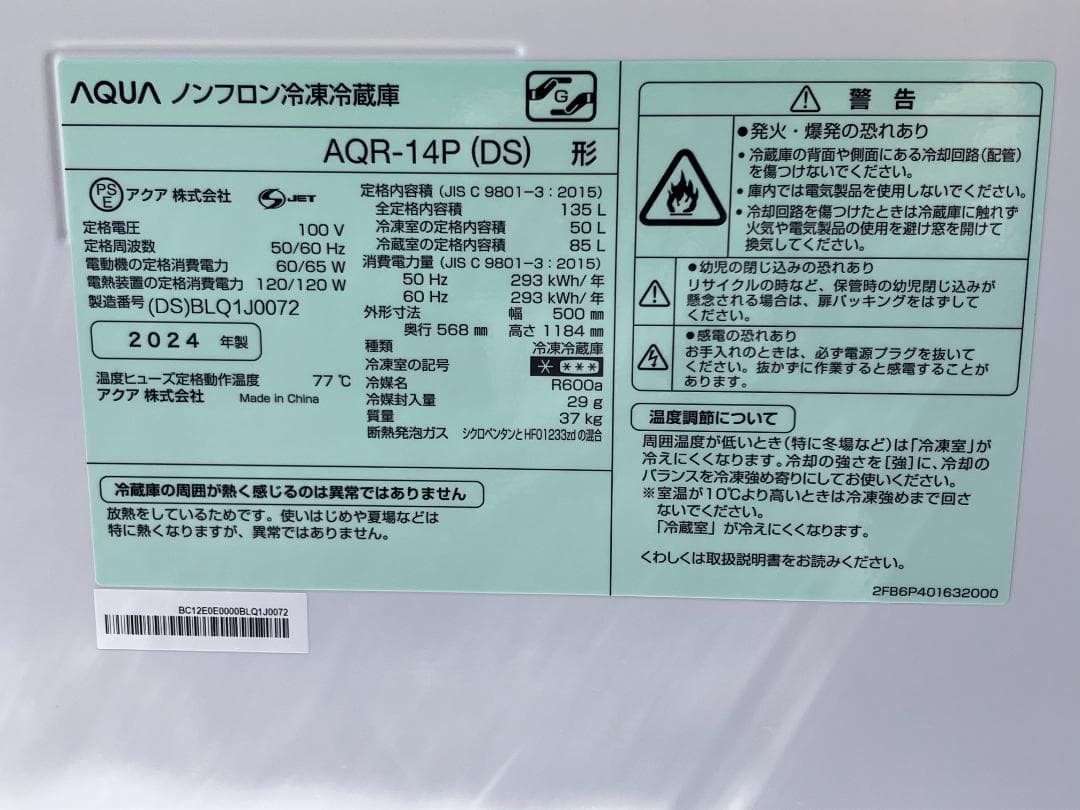 AQUA ノンフロン冷凍冷蔵庫
G
AQR-14P (DS) 形
PS E アクア 株式会社 S JET
定格電圧 100 V
定格周波数 50/60 Hz
電動機の定格消費電力 60/65 W
電熱装置の定格消費電力 120/120 W
製造番号 (DS)BLQ1J0072
2024 年製
温度ヒューズ定格動作温度 77 ℃
アクア 株式会社 Made in China
定格内容積 (JIS C 9801-3 : 2015)
全定格内容積 135 L
冷凍室の定格内容積 50 L
冷蔵室の定格内容積 85 L
消費電力量 (JIS C 9801-3 : 2015)
50 Hz 293 kWh/年
60 Hz 293 kWh/年
外形寸法 幅 500 ㎜
奥行 568 ㎜ 高さ 1184 ㎜
種類 冷凍冷蔵庫
冷凍室の記号 * ***
冷媒名 R600a
冷媒封入量 29 g
質量 37 kg
断熱発泡ガス シクロペンタンとHFO1233zdの混合
冷蔵庫の周囲が熱く感じるのは異常ではありません
放熱をしているためです。使いはじめや夏場などは
特に熱くなりますが、異常ではありません。
BC12E0E0000BLQ1J0072
警 告
●発火・爆発の恐れあり
・冷蔵庫の背面や側面にある冷却回路(配管)
を傷つけないでください。
・庫内では電気製品を使用しないでください。
・冷却回路を傷つけたときは冷蔵庫に触れず
火気や電気製品の使用を避け窓を開けて
換気してください。
●幼児の閉じ込みの恐れあり
リサイクルの時など、保管時の幼児閉じ込みが
懸念される場合は、扉パッキングをはずして
ください。
●感電の恐れあり
お手入れのときは、必ず電源プラグを抜いて
ください。抜かずに作業すると感電することが
あります。
温度調節について
周囲温度が低いとき(特に冬場など)は「冷凍室」が
冷えにくくなります。冷却の強さを[強]に、冷却の
バランスを冷凍強め寄りにしてお使いください。
※室温が10℃より高いときは冷凍強めまで回さ
ないでください。
「冷蔵室」が冷えにくくなります。
くわしくは取扱説明書をお読みください。
2FB6P401632000